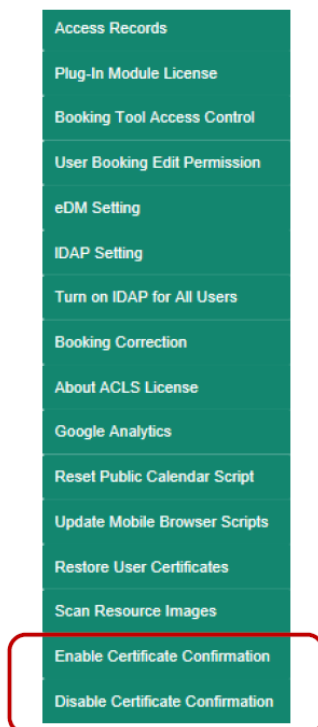 Access Records
Plug-In Module License
Booking Tool Access Control
User Booking Edit Permission
eDM Setting
IDAP Setting
Turn on IDAP for All Users
Booking Correction
About ACLS License
Google Analytics
Reset Public Calendar Script
Update Mobile Browser Scripts
Restore User Certificates
Scan Resource Images
Enable Certificate Confirmation
Disable Certificate Confirmation